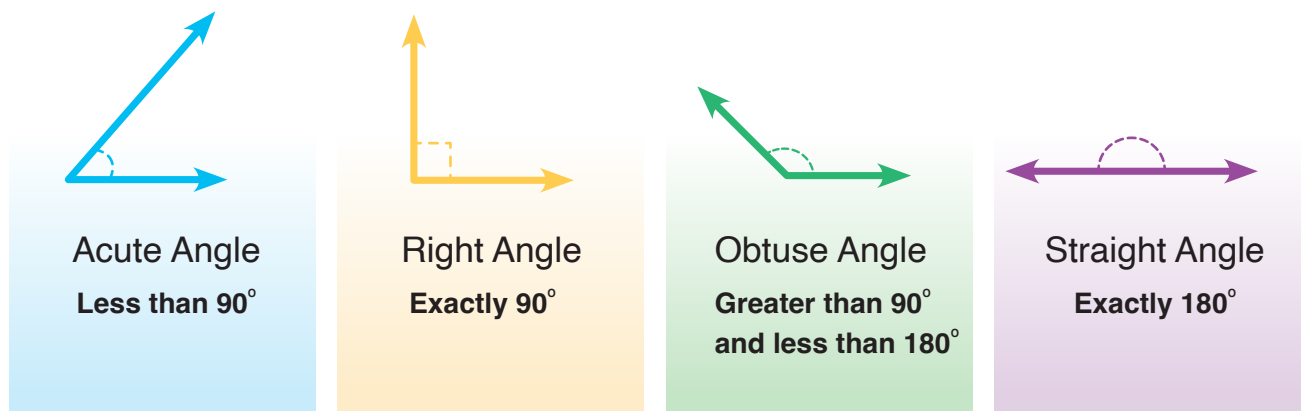 Acute Angle
Less than 90°
Right Angle
Exactly 90°
Obtuse Angle
Greater than 90°
and less than 180°
Straight Angle
Exactly 180°